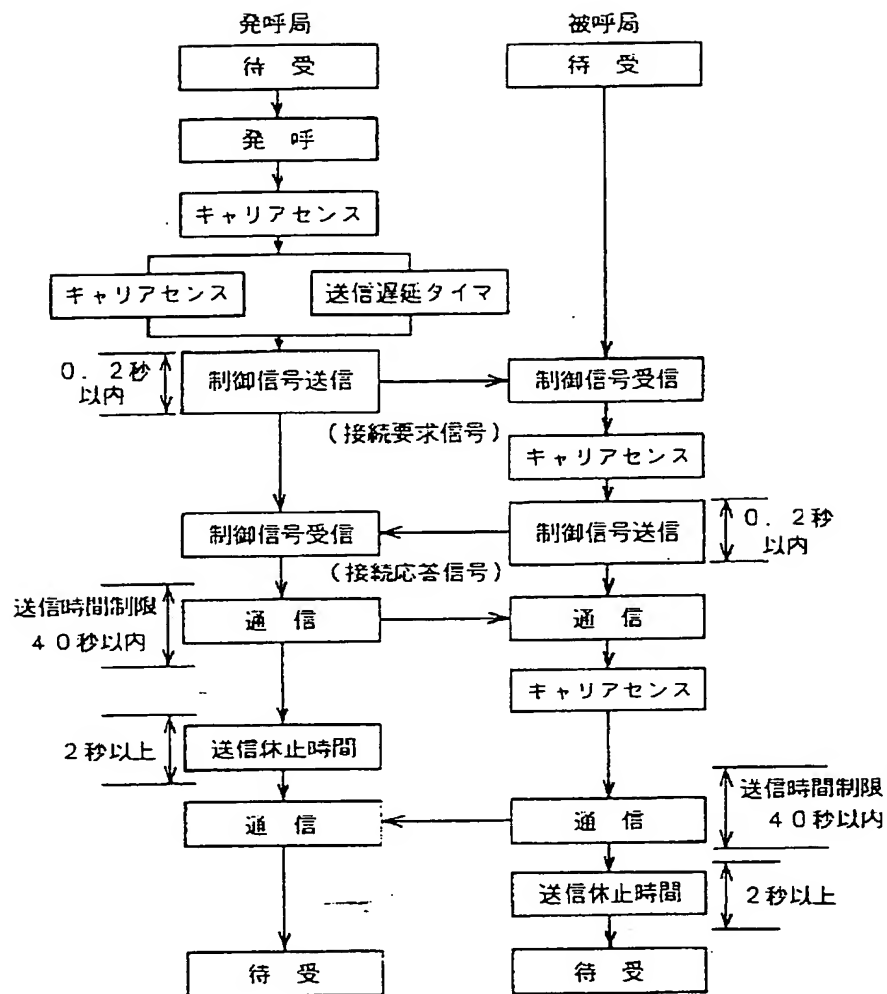 発呼局 被呼局
待 受 待 受
発 呼
キャリアセンス
キャリアセンス 送信遅延タイマ
0.2秒
以内
制御信号送信 制御信号受信
(接続要求信号)
キャリアセンス
制御信号受信 制御信号送信
0.2秒
以内
(接続応答信号)
送信時間制限
40秒以内
通 信 通 信
キャリアセンス
2秒以上 送信休止時間
送信時間制限
40秒以内
通 信 通 信
送信休止時間 2秒以上
待 受 待 受